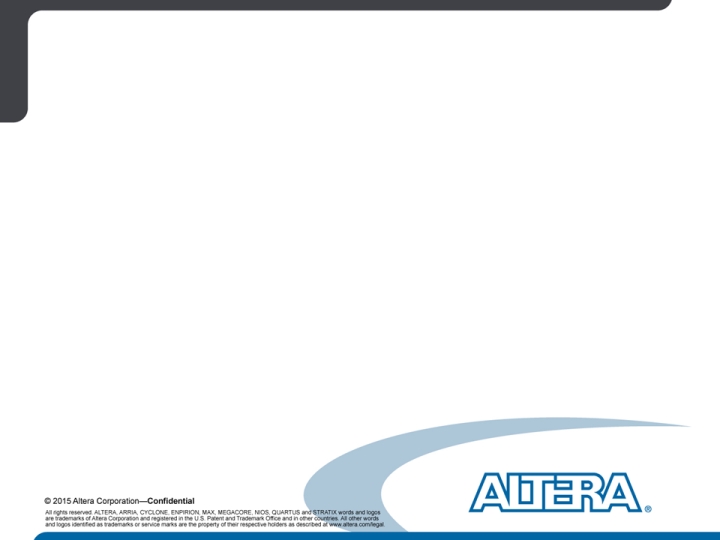 © 2015 Altera Corporation—Confidential
All rights reserved. ALTERA, ARRIA, CYCLONE, ENPIRION, MAX, MEGACORE, NIOS, QUARTUS and STRATIX words and logos
are trademarks of Altera Corporation and registered in the U.S. Patent and Trademark Office and in other countries. All other words
and logos identified as trademarks or service marks are the property of their respective holders as described at www.altera.com/legal.
ALTERA®